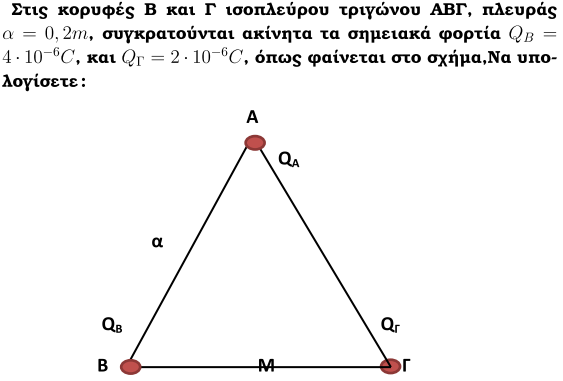 Στις κορυφές Β και Γ ισοπλεύρου τριγώνου ΑΒΓ, πλευράς
α = 0,2m, συγκρατούνται ακίνητα τα σημειακά φορτία Q_B =
4 · 10^{-6}C, και Q_Γ = 2 · 10^{-6}C, όπως φαίνεται στο σχήμα,Να υπο-
λογίσετε:
A
Q_A
α
Q_B
Q_Γ
B
M
Γ